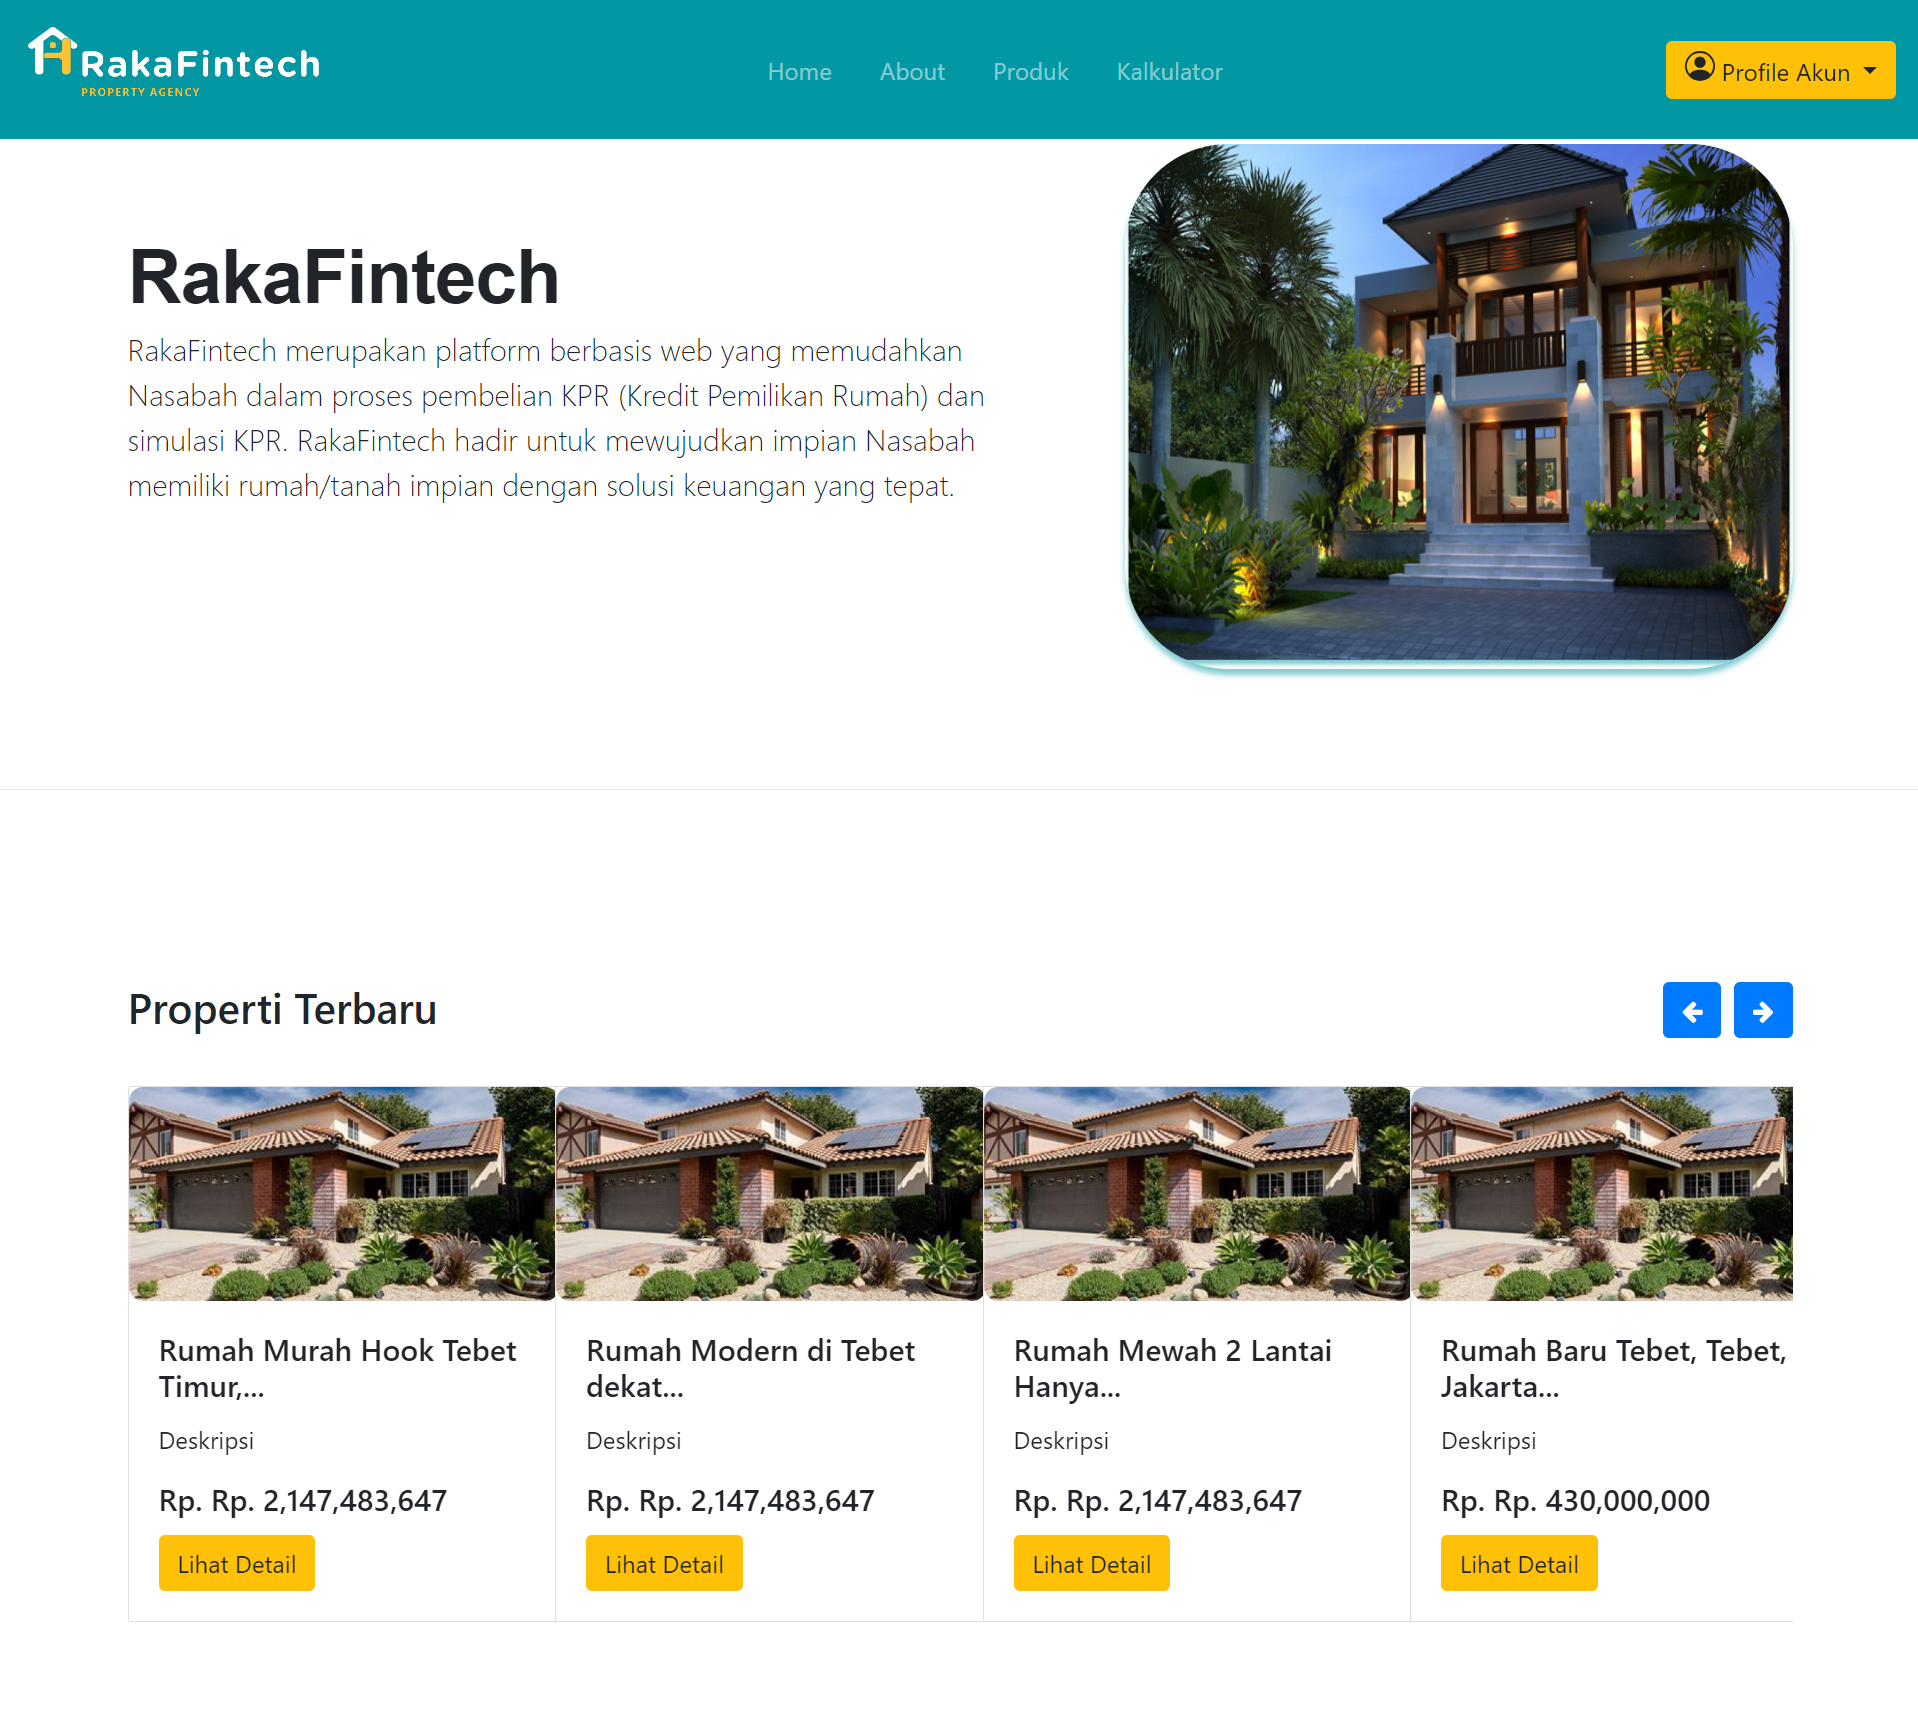 RakaFintech
PROPERTY AGENCY
Home
About
Produk
Kalkulator
Profile Akun
RakaFintech
RakaFintech merupakan platform berbasis web yang memudahkan
Nasabah dalam proses pembelian KPR (Kredit Pemilikan Rumah) dan
simulasi KPR. RakaFintech hadir untuk mewujudkan impian Nasabah
memiliki rumah/tanah impian dengan solusi keuangan yang tepat.
Properti Terbaru
Rumah Murah Hook Tebet
Timur,...
Deskripsi
Rp. Rp. 2,147,483,647
Lihat Detail
Rumah Modern di Tebet
dekat...
Deskripsi
Rp. Rp. 2,147,483,647
Lihat Detail
Rumah Mewah 2 Lantai
Hanya...
Deskripsi
Rp. Rp. 2,147,483,647
Lihat Detail
Rumah Baru Tebet, Tebet,
Jakarta...
Deskripsi
Rp. Rp. 430,000,000
Lihat Detail